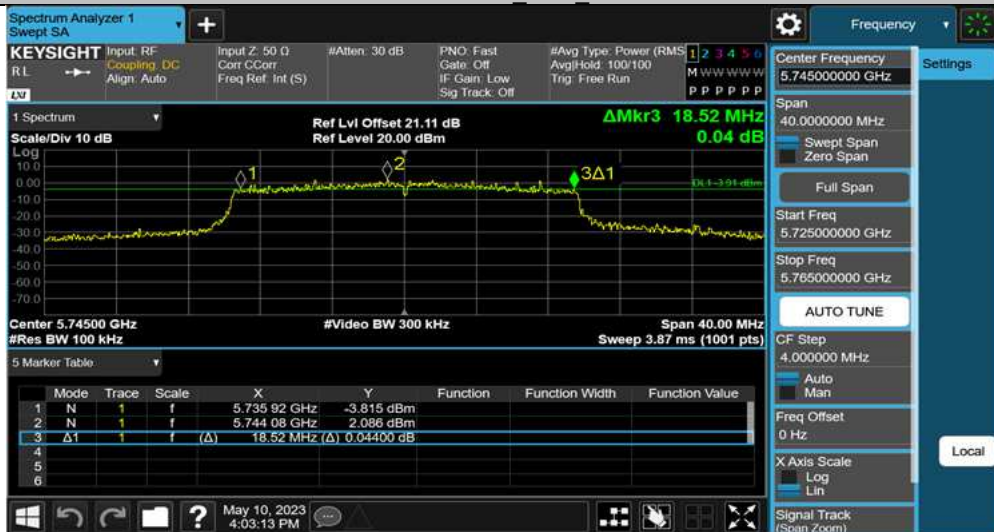 Spectrum Analyzer 1
Swept SA
+
Frequency
KEYSIGHT
RL
LXI
Input: RF
Coupling: DC
Align: Auto
Input Z: 50 Ω
Corr CCorr
Freq Ref: Int (S)
#Atten: 30 dB
PNO: Fast
Gate: Off
IF Gain: Low
Sig Track: Off
#Avg Type: Power (RMS
Avg|Hold: 100/100
Trig: Free Run
1 2 3 4 5 6
M W W W W W
P P P P P P
1 Spectrum
Scale/Div 10 dB
Ref Lvl Offset 21.11 dB
Ref Level 20.00 dBm
ΔMkr3 18.52 MHz
0.04 dB
Log
10.0
0.00
-10.0
-20.0
-30.0
-40.0
-50.0
-60.0
-70.0
1
2
3Δ1
DL1 -3.91 dBm
Center 5.74500 GHz
#Res BW 100 kHz
#Video BW 300 kHz
Span 40.00 MHz
Sweep 3.87 ms (1001 pts)
5 Marker Table
Mode Trace Scale X Y Function Function Width Function Value
1 N 1 f 5.735 92 GHz -3.815 dBm
2 N 1 f 5.744 08 GHz 2.086 dBm
3 Δ1 1 f (Δ) 18.52 MHz (Δ) 0.04400 dB
4
5
6
May 10, 2023
4:03:13 PM
?
Center Frequency
5.745000000 GHz
Span
40.0000000 MHz
Swept Span
Zero Span
Full Span
Start Freq
5.725000000 GHz
Stop Freq
5.765000000 GHz
AUTO TUNE
CF Step
4.000000 MHz
Auto
Man
Freq Offset
0 Hz
X Axis Scale
Log
Lin
Signal Track
(Span Zoom)
Settings
Local